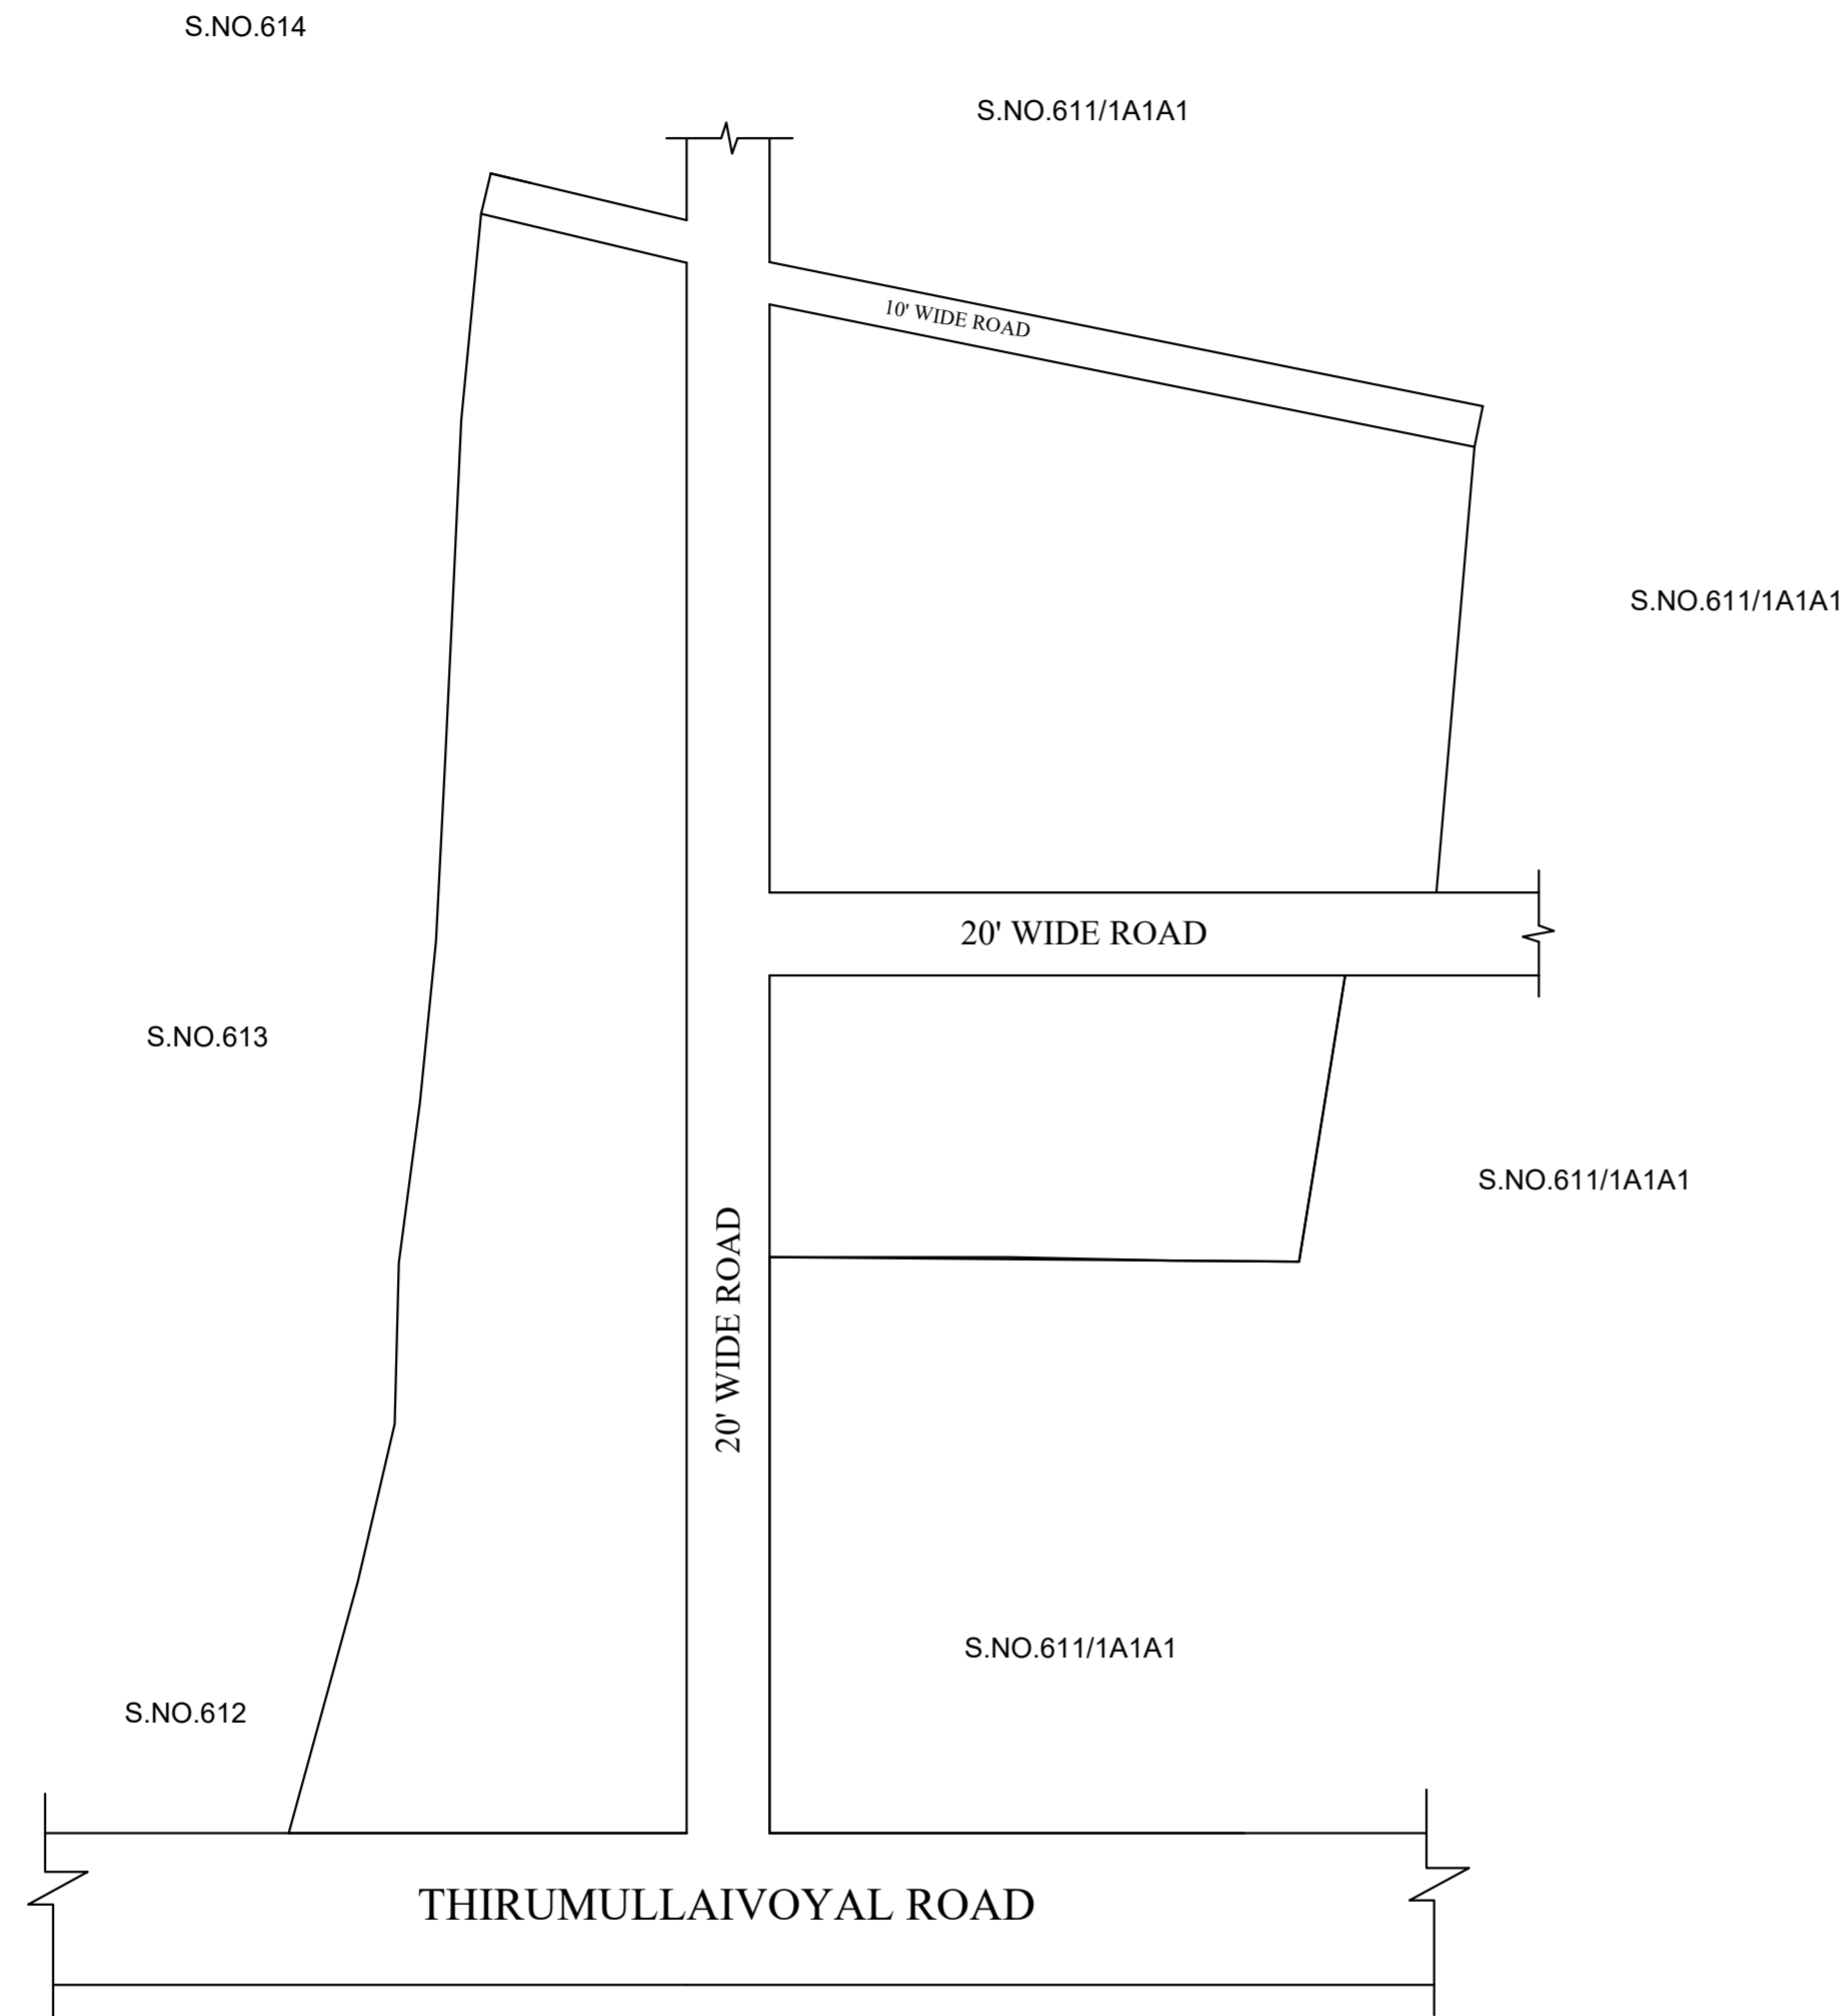 S.NO.614
S.NO.611/1A1A1
10' WIDE ROAD
S.NO.611/1A1A1
20' WIDE ROAD
S.NO.613
S.NO.611/1A1A1
20' WIDE ROAD
S.NO.611/1A1A1
S.NO.612
THIRUMULLAIVOYAL ROAD